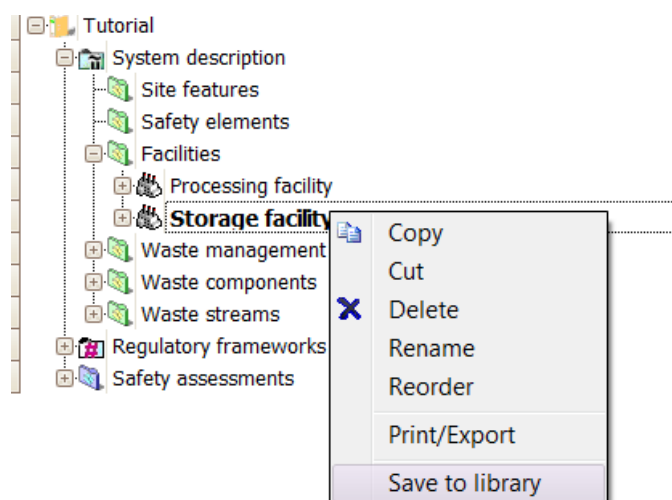 Tutorial
System description
Site features
Safety elements
Facilities
Processing facility
Storage facility
Waste management
Waste components
Waste streams
Regulatory frameworks
Safety assessments
Copy
Cut
Delete
Rename
Reorder
Print/Export
Save to library